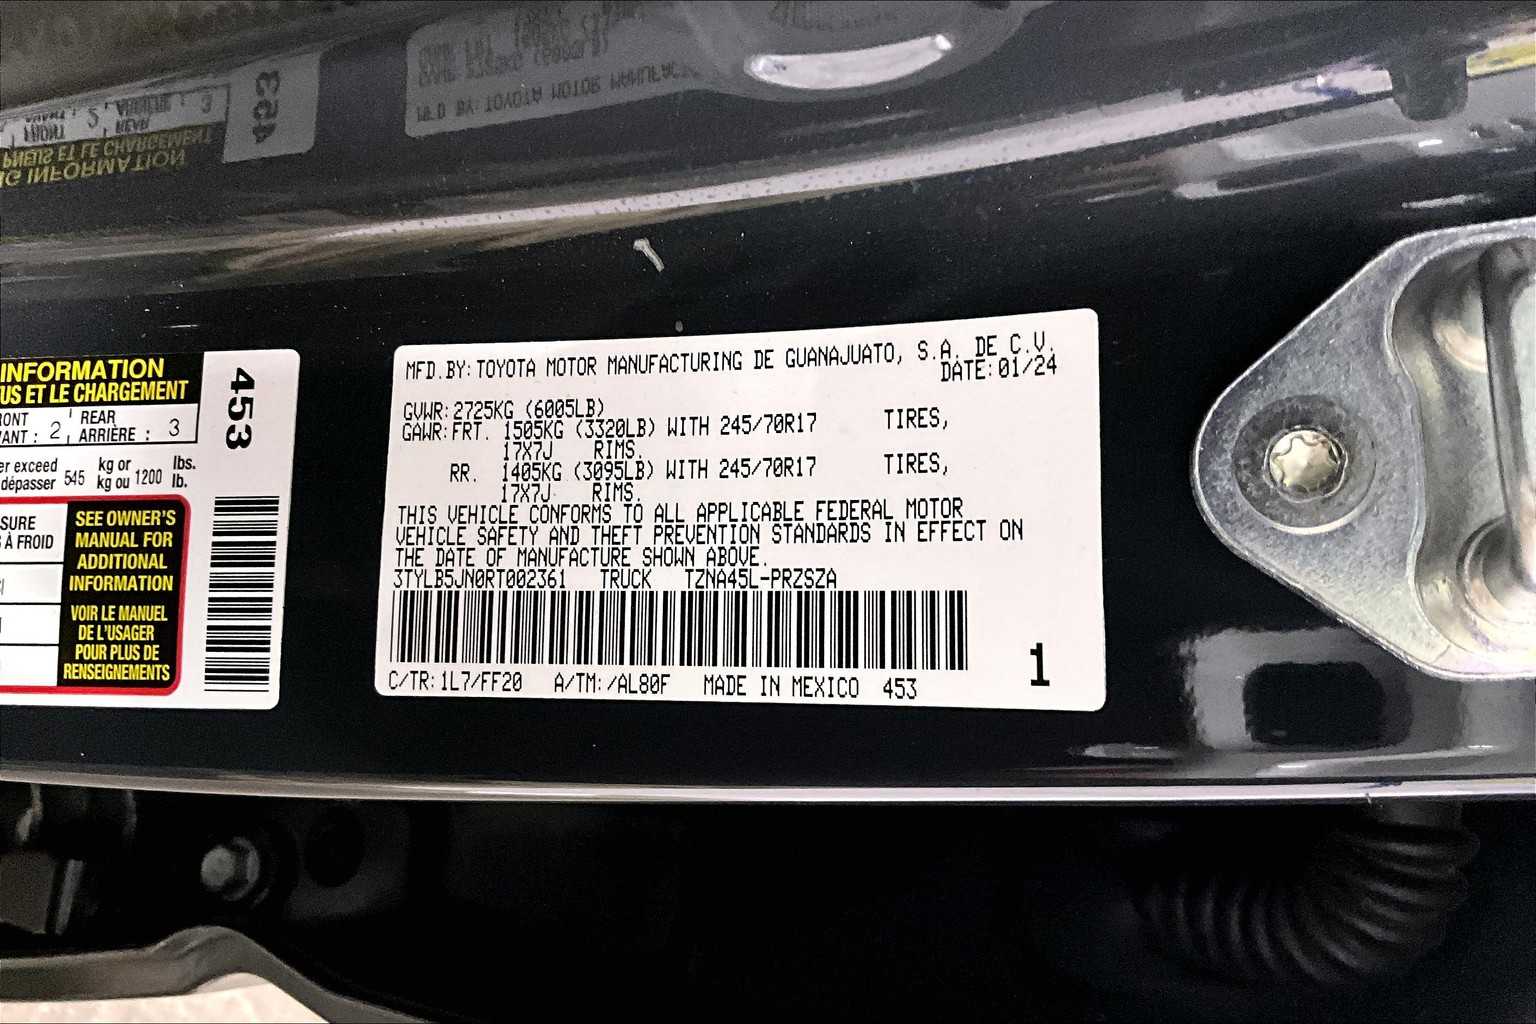 INFORMATION
US ET LE CHARGEMENT
RONT
VANT : 2
REAR
ARRIÈRE : 3
er exceed
dépasser 545
kg or
kg ou 1200
lbs.
lb.
SURE
À FROID
SEE OWNER'S
MANUAL FOR
ADDITIONAL
INFORMATION
VOIR LE MANUEL
DE L'USAGER
POUR PLUS DE
RENSEIGNEMENTS
453
MFD.BY:TOYOTA MOTOR MANUFACTURING DE GUANAJUATO, S.A. DE C.V.
DATE:01/24
GVWR:2725KG (6005LB)
GAWR:FRT. 1505KG (3320LB) WITH 245/70R17 TIRES,
17X7J RIMS.
RR. 1405KG (3095LB) WITH 245/70R17 TIRES,
17X7J RIMS.
THIS VEHICLE CONFORMS TO ALL APPLICABLE FEDERAL MOTOR
VEHICLE SAFETY AND THEFT PREVENTION STANDARDS IN EFFECT ON
THE DATE OF MANUFACTURE SHOWN ABOVE.
3TYLB5JN0RT002361 TRUCK TZNA45L-PRZSZA
C/TR:1L7/FF20 A/TM:/AL80F MADE IN MEXICO 453
1